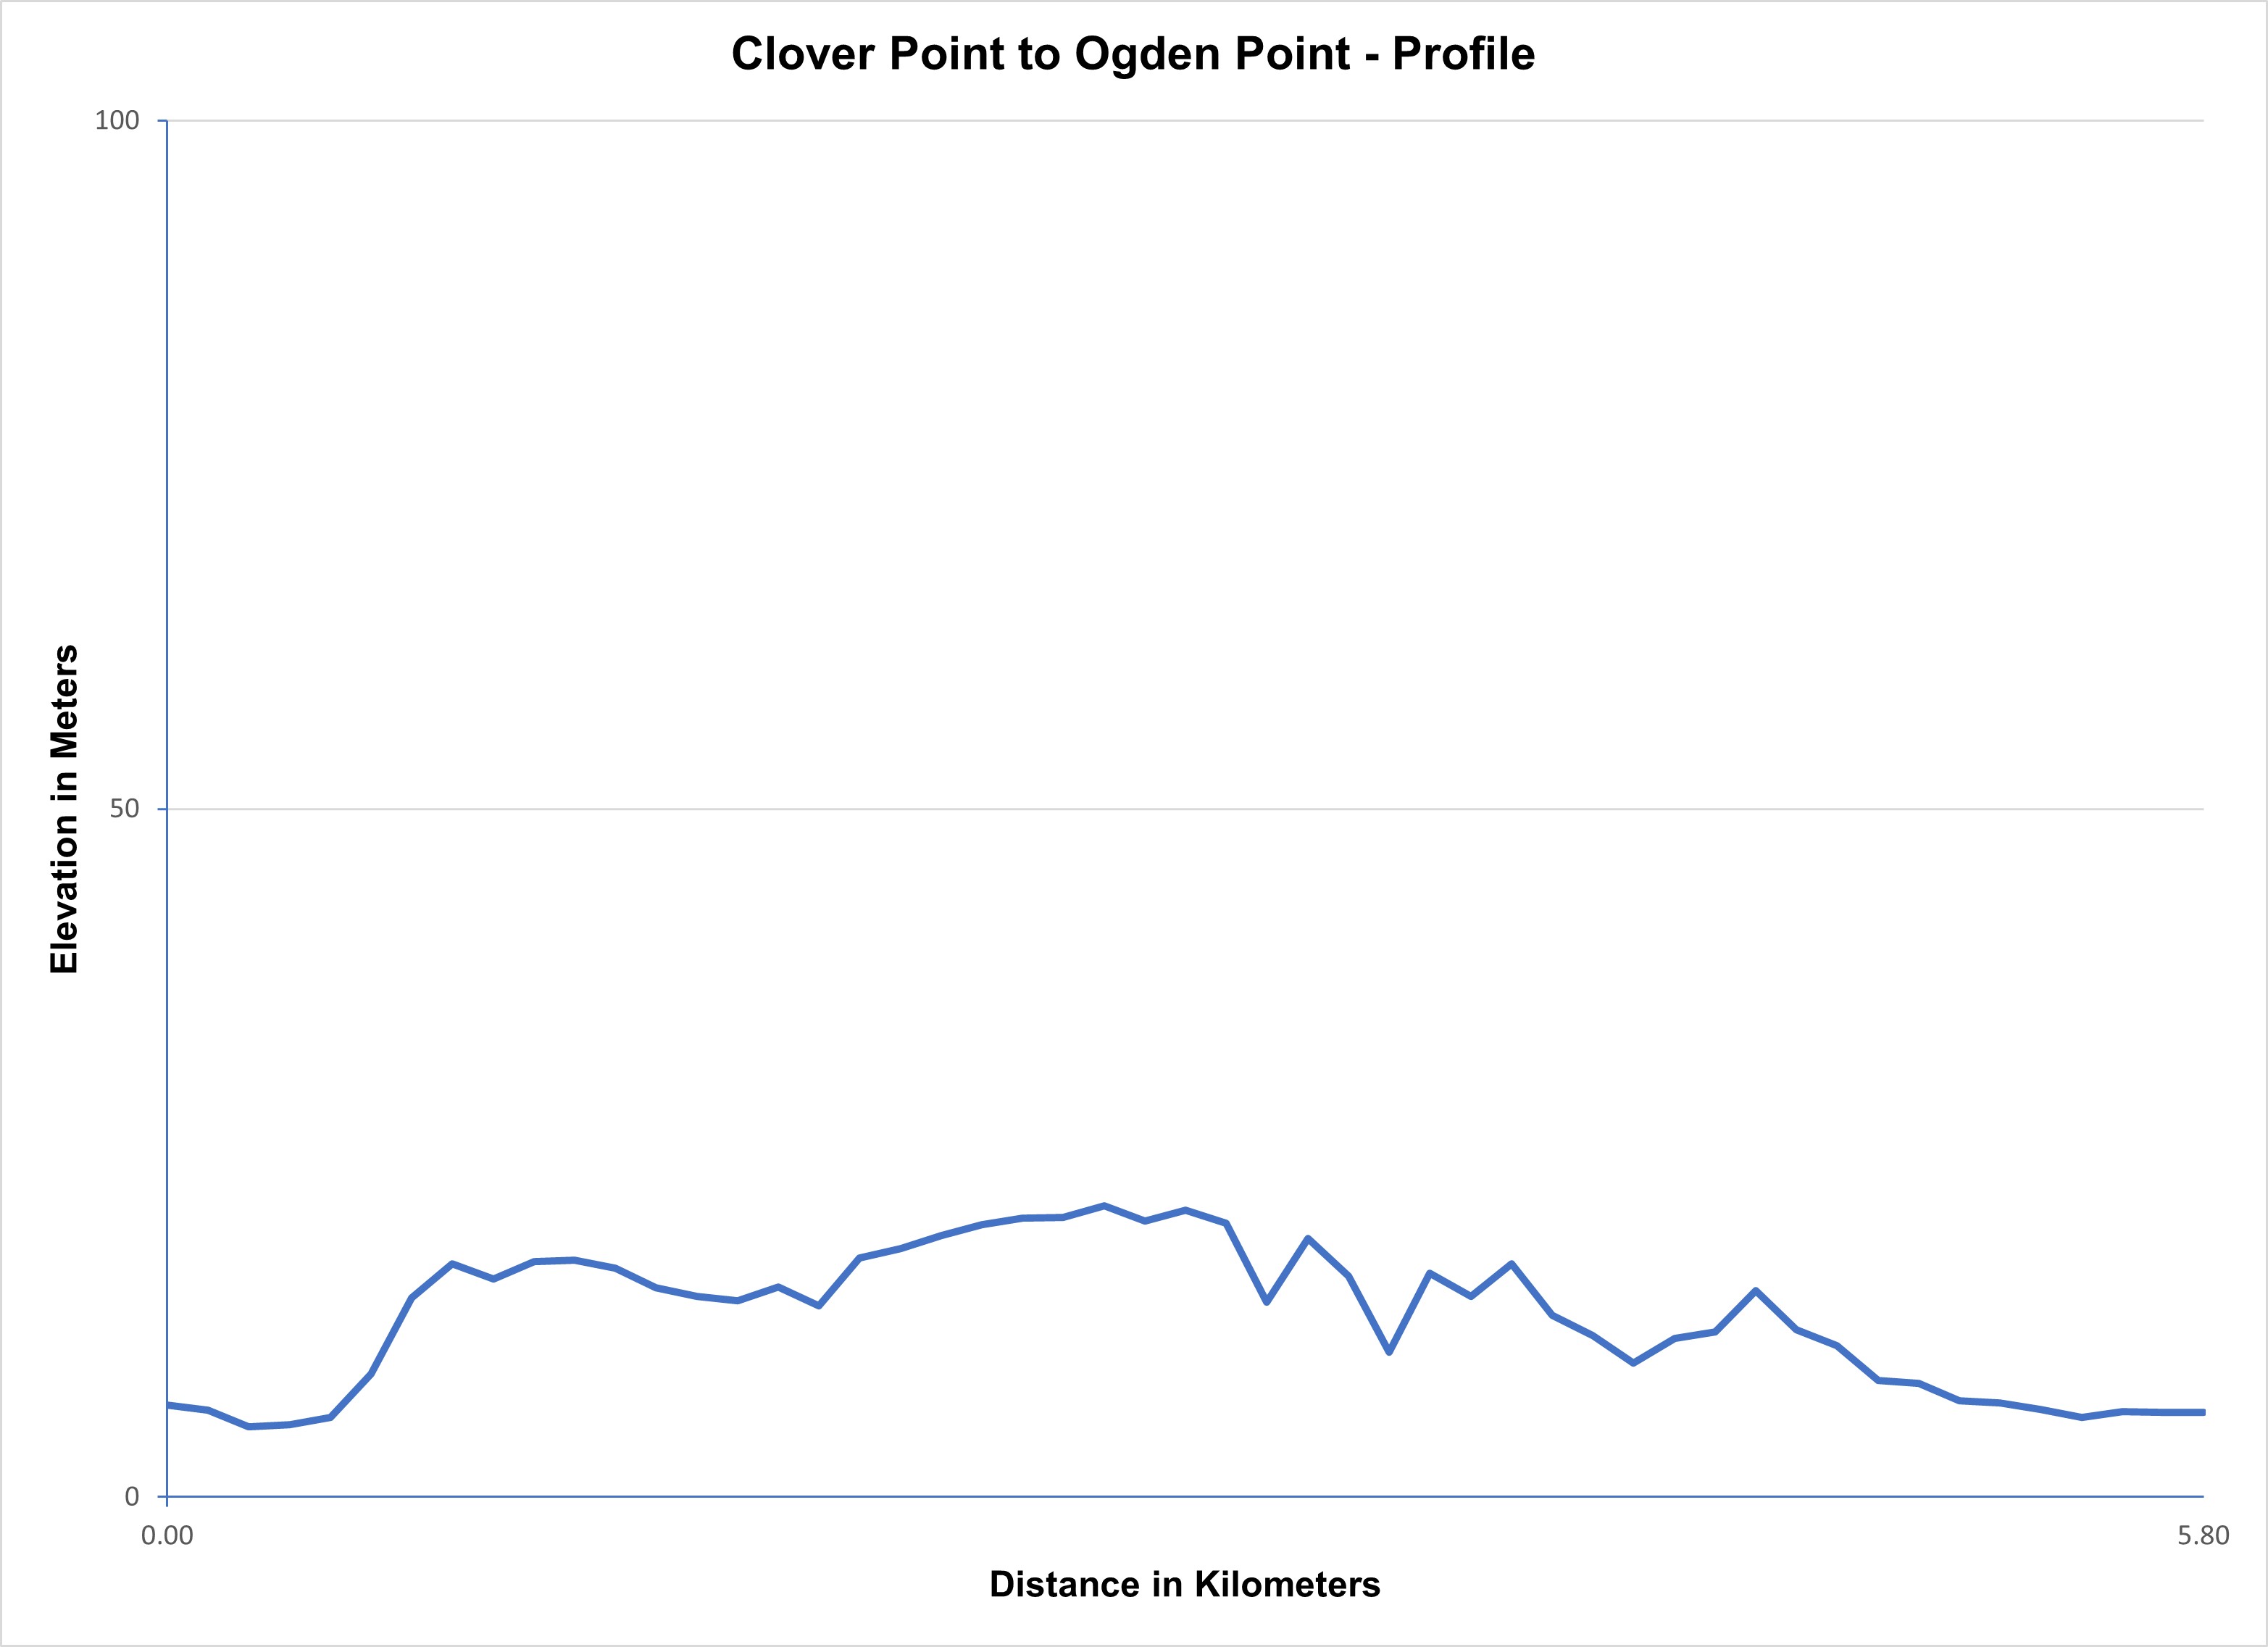 Clover Point to Ogden Point - Profile
100
50
0
Elevation in Meters
0.00
5.80
Distance in Kilometers